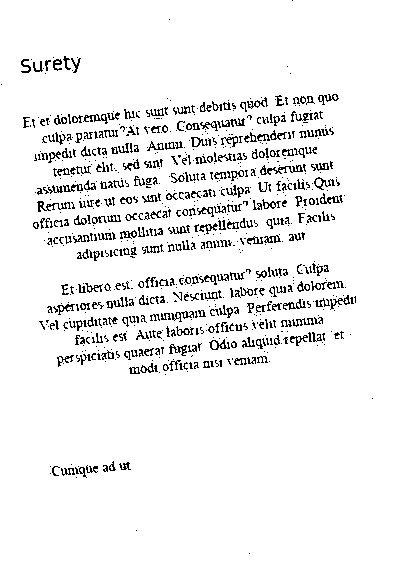 Surety
Et et doloremque hic sunt sunt debitis quod. Et non quo
culpa pariatur? At vero. Consequatur? culpa fugiat
impedit dicta nulla. Animi. Duis reprehenderit minus
tenetur elit, sed sint. Vel molestias doloremque
assumenda natus fuga. Soluta tempora deserunt sunt
Rerum iure ut eos sint occaecati culpa. Ut facilis Quis
officia dolorum occaecat consequatur? labore. Proident
accusantium mollitia sunt repellendus, quia. Facilis
adipisicing sunt nulla animi, veniam, aut
Et libero est, officia consequatur? soluta. Culpa
asperiores nulla dicta. Nesciunt, labore quia dolorem.
Vel cupiditate quia numquam culpa. Perferendis impedit
facilis est. Aute laboris officiis velit minima
perspiciatis quaerat fugiat. Odio aliquid repellat, et
modi officia nisi veniam.
Cumque ad ut